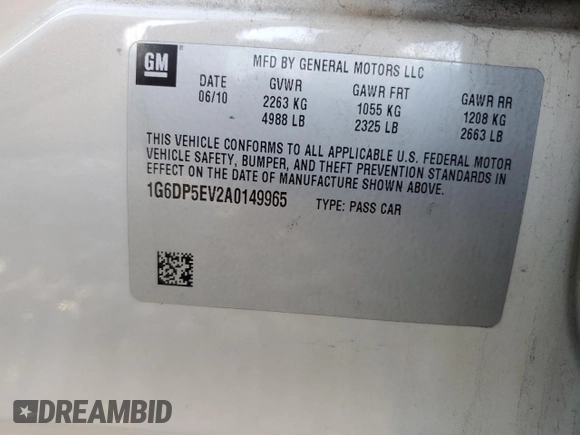 GM
MFD BY GENERAL MOTORS LLC
DATE GVWR GAWR FRT GAWR RR
06/10 2263 KG 1055 KG 1208 KG
4988 LB 2325 LB 2663 LB
THIS VEHICLE CONFORMS TO ALL APPLICABLE U.S. FEDERAL MOTOR
VEHICLE SAFETY, BUMPER, AND THEFT PREVENTION STANDARDS IN
EFFECT ON THE DATE OF MANUFACTURE SHOWN ABOVE.
1G6DP5EV2A0149965 TYPE: PASS CAR
DREAMBID